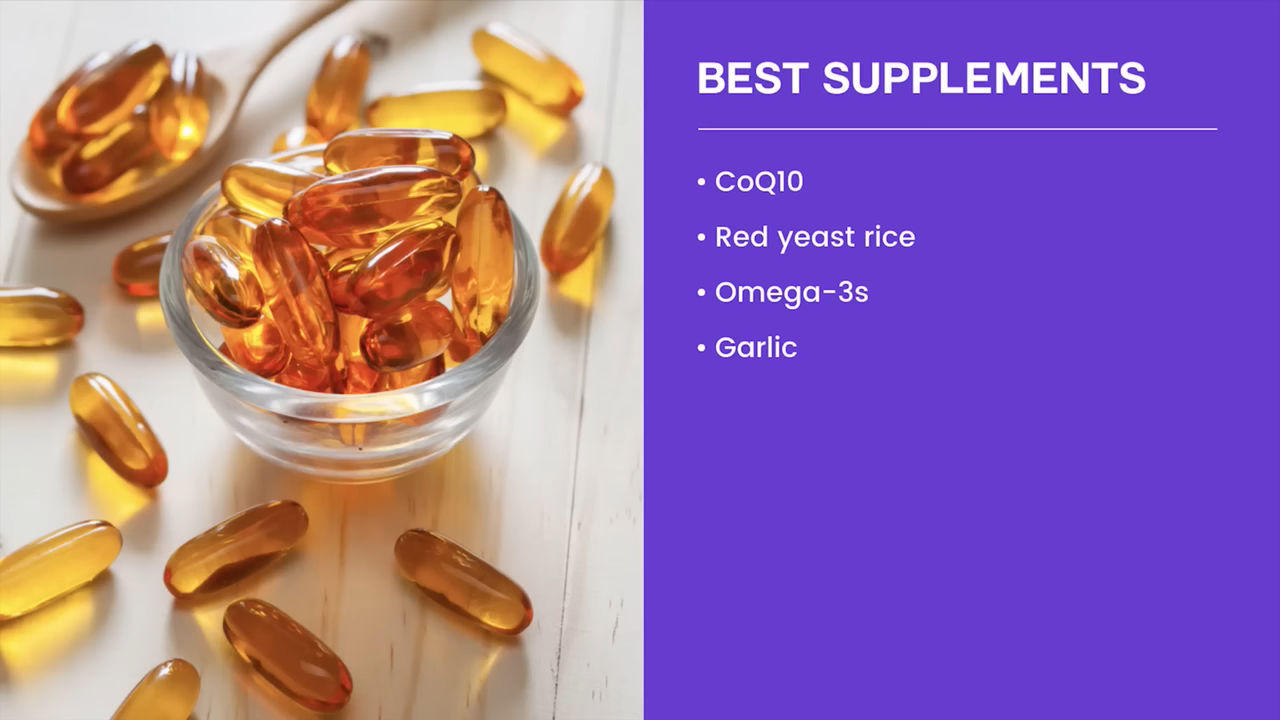 BEST SUPPLEMENTS
• CoQ10
• Red yeast rice
• Omega-3s
• Garlic